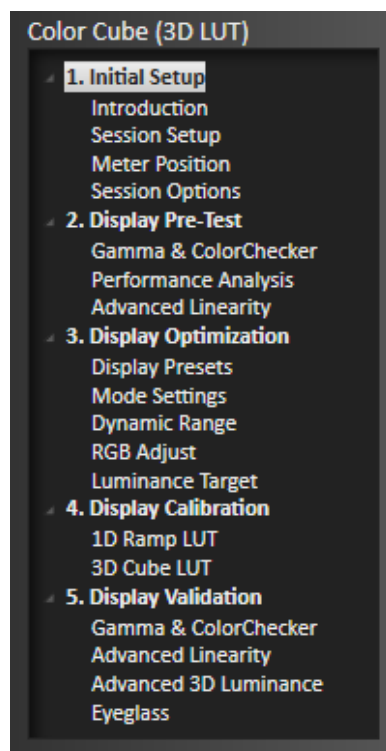 Color Cube (3D LUT)
1. Initial Setup
Introduction
Session Setup
Meter Position
Session Options
2. Display Pre-Test
Gamma & ColorChecker
Performance Analysis
Advanced Linearity
3. Display Optimization
Display Presets
Mode Settings
Dynamic Range
RGB Adjust
Luminance Target
4. Display Calibration
1D Ramp LUT
3D Cube LUT
5. Display Validation
Gamma & ColorChecker
Advanced Linearity
Advanced 3D Luminance
Eyeglass